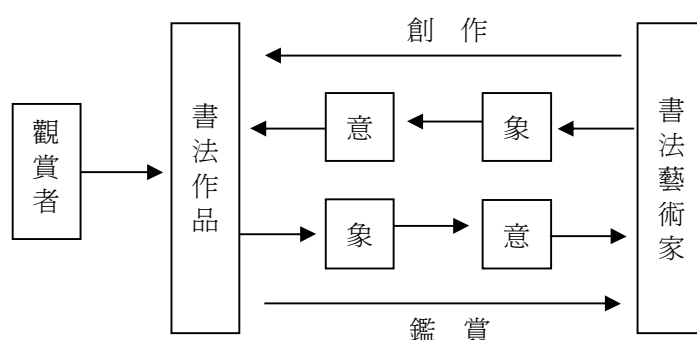 創 作
觀賞者
書法作品
意
象
書法藝術家
象
意
鑑 賞